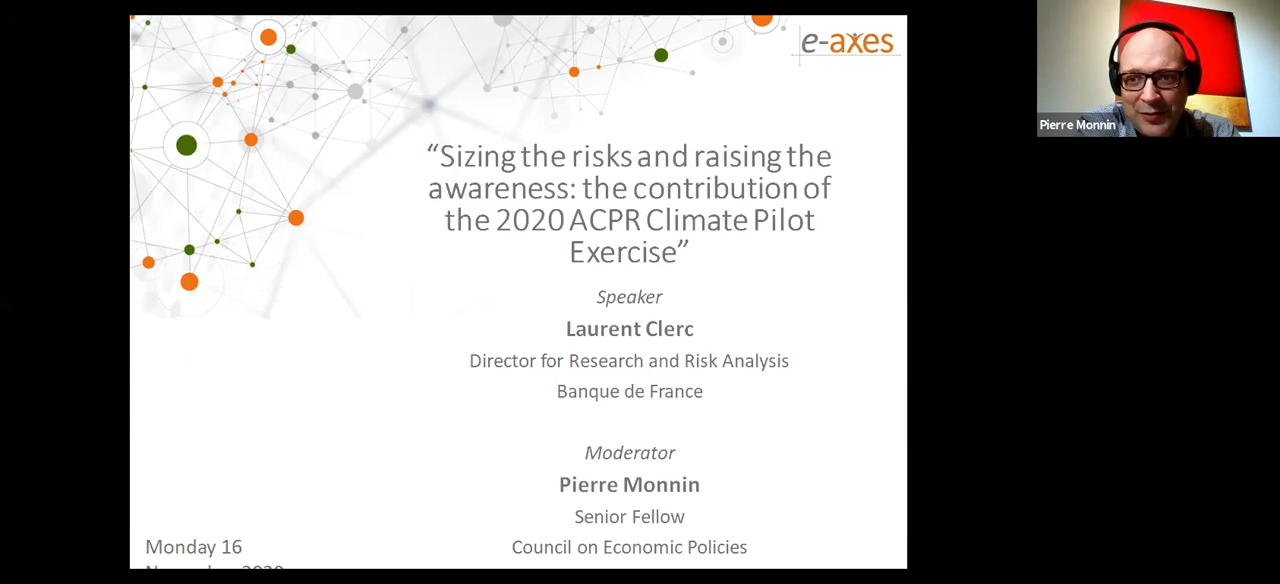 e-axes
Pierre Monnin
“Sizing the risks and raising the
awareness: the contribution of
the 2020 ACPR Climate Pilot
Exercise”
Speaker
Laurent Clerc
Director for Research and Risk Analysis
Banque de France
Moderator
Pierre Monnin
Senior Fellow
Council on Economic Policies
Monday 16
November 2020